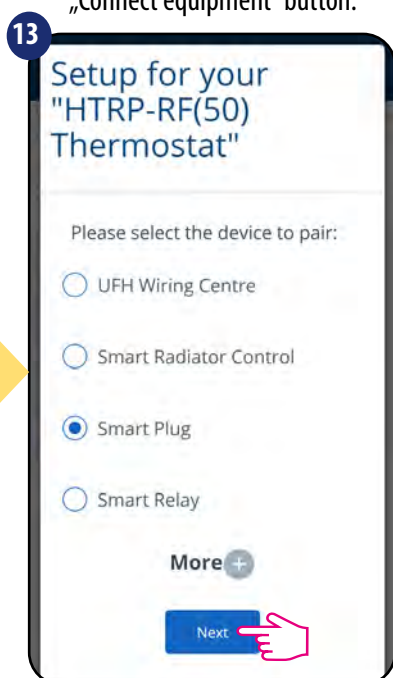 „Connect equipment” button.
13
Setup for your
"HTRP-RF(50)
Thermostat"
Please select the device to pair:
UFH Wiring Centre
Smart Radiator Control
Smart Plug
Smart Relay
More +
Next